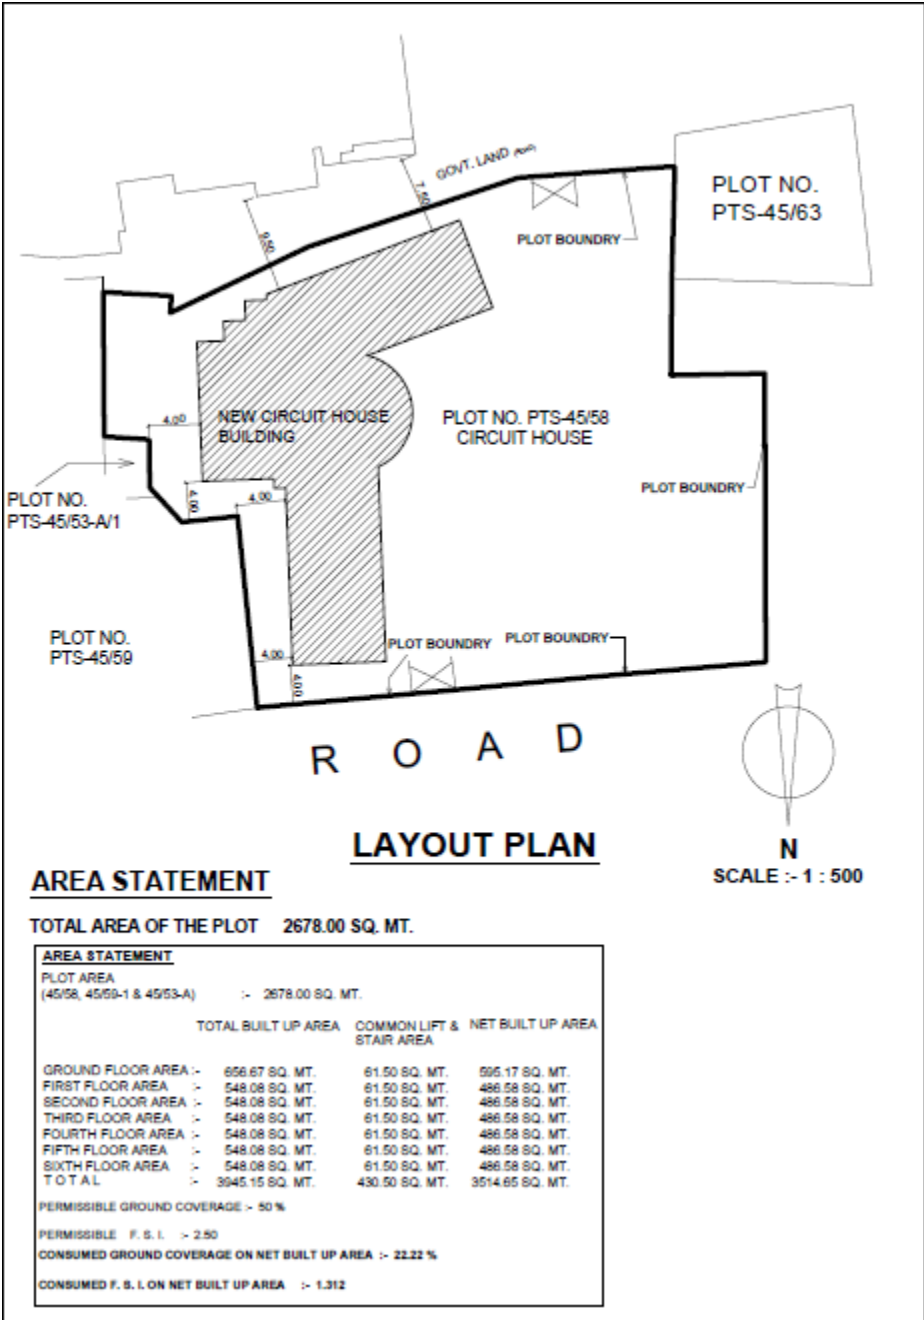 GOVT. LAND (Road)
7.50
9.50
PLOT NO.
PTS-45/63
PLOT BOUNDRY
4.00
NEW CIRCUIT HOUSE
BUILDING
PLOT NO. PTS-45/58
CIRCUIT HOUSE
PLOT BOUNDRY
PLOT NO.
PTS-45/53-A/1
4.00
4.00
PLOT NO.
PTS-45/59
4.00
4.00
PLOT BOUNDRY
PLOT BOUNDRY
ROAD
LAYOUT PLAN
N
SCALE :- 1 : 500
AREA STATEMENT
TOTAL AREA OF THE PLOT 2678.00 SQ. MT.
AREA STATEMENT
PLOT AREA
(45/58, 45/59-1 & 45/53-A) :- 2678.00 SQ. MT.
TOTAL BUILT UP AREA COMMON LIFT & NET BUILT UP AREA
STAIR AREA
GROUND FLOOR AREA :- 656.67 SQ. MT. 61.50 SQ. MT. 595.17 SQ. MT.
FIRST FLOOR AREA :- 548.08 SQ. MT. 61.50 SQ. MT. 486.58 SQ. MT.
SECOND FLOOR AREA :- 548.08 SQ. MT. 61.50 SQ. MT. 486.58 SQ. MT.
THIRD FLOOR AREA :- 548.08 SQ. MT. 61.50 SQ. MT. 486.58 SQ. MT.
FOURTH FLOOR AREA :- 548.08 SQ. MT. 61.50 SQ. MT. 486.58 SQ. MT.
FIFTH FLOOR AREA :- 548.08 SQ. MT. 61.50 SQ. MT. 486.58 SQ. MT.
SIXTH FLOOR AREA :- 548.08 SQ. MT. 61.50 SQ. MT. 486.58 SQ. MT.
T O T A L :- 3945.15 SQ. MT. 430.50 SQ. MT. 3514.65 SQ. MT.
PERMISSIBLE GROUND COVERAGE :- 50 %
PERMISSIBLE F. S. I. :- 2.50
CONSUMED GROUND COVERAGE ON NET BUILT UP AREA :- 22.22 %
CONSUMED F. S. I. ON NET BUILT UP AREA :- 1.312